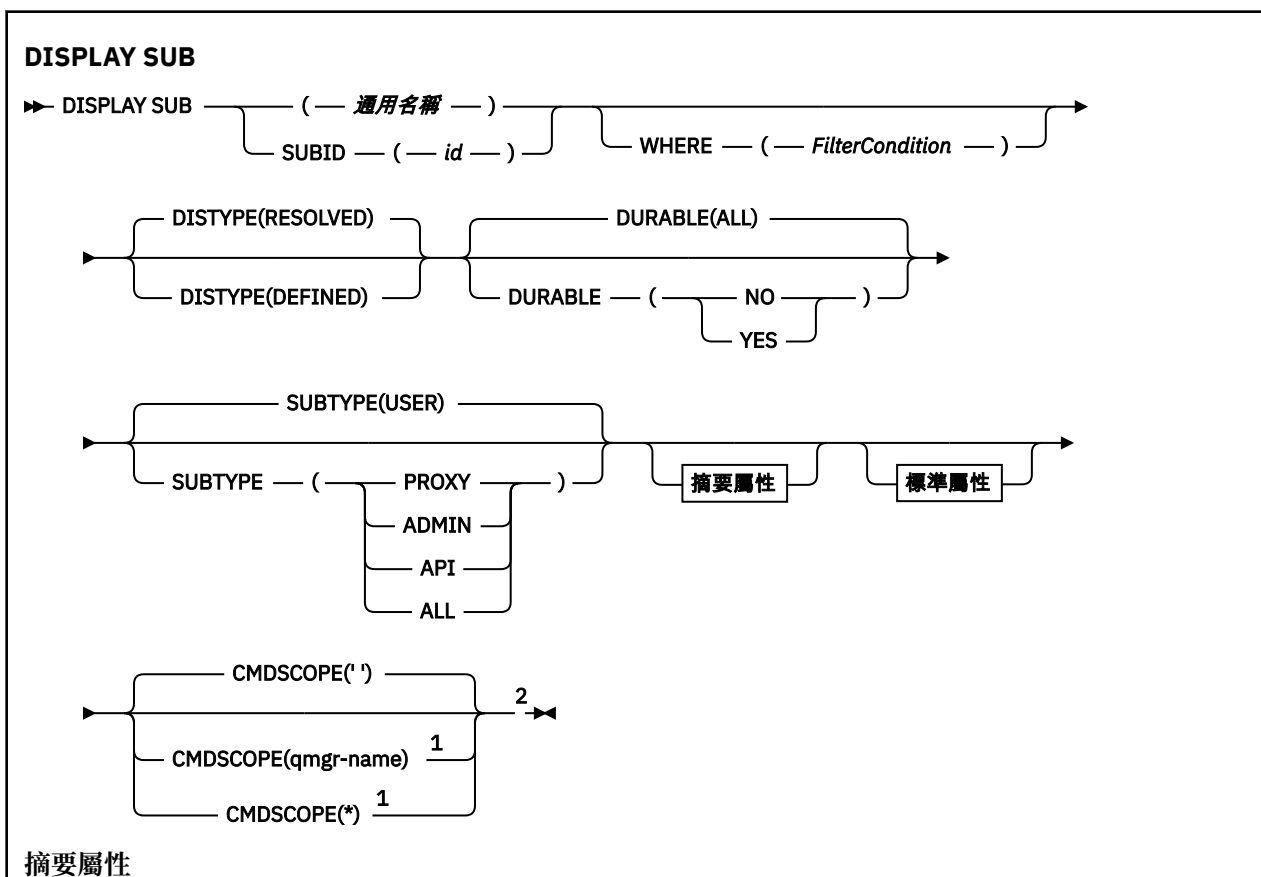 DISPLAY SUB
DISPLAY SUB ( 通用名稱 )
SUBID ( id )
WHERE ( FilterCondition )
DISTYPE(RESOLVED)
DISTYPE(DEFINED)
DURABLE(ALL)
DURABLE ( NO )
YES
SUBTYPE(USER)
SUBTYPE ( PROXY )
ADMIN
API
ALL
摘要屬性
標準屬性
CMDSCOPE(' ')
2
CMDSCOPE(qmgr-name) 1
CMDSCOPE(*) 1
摘要屬性